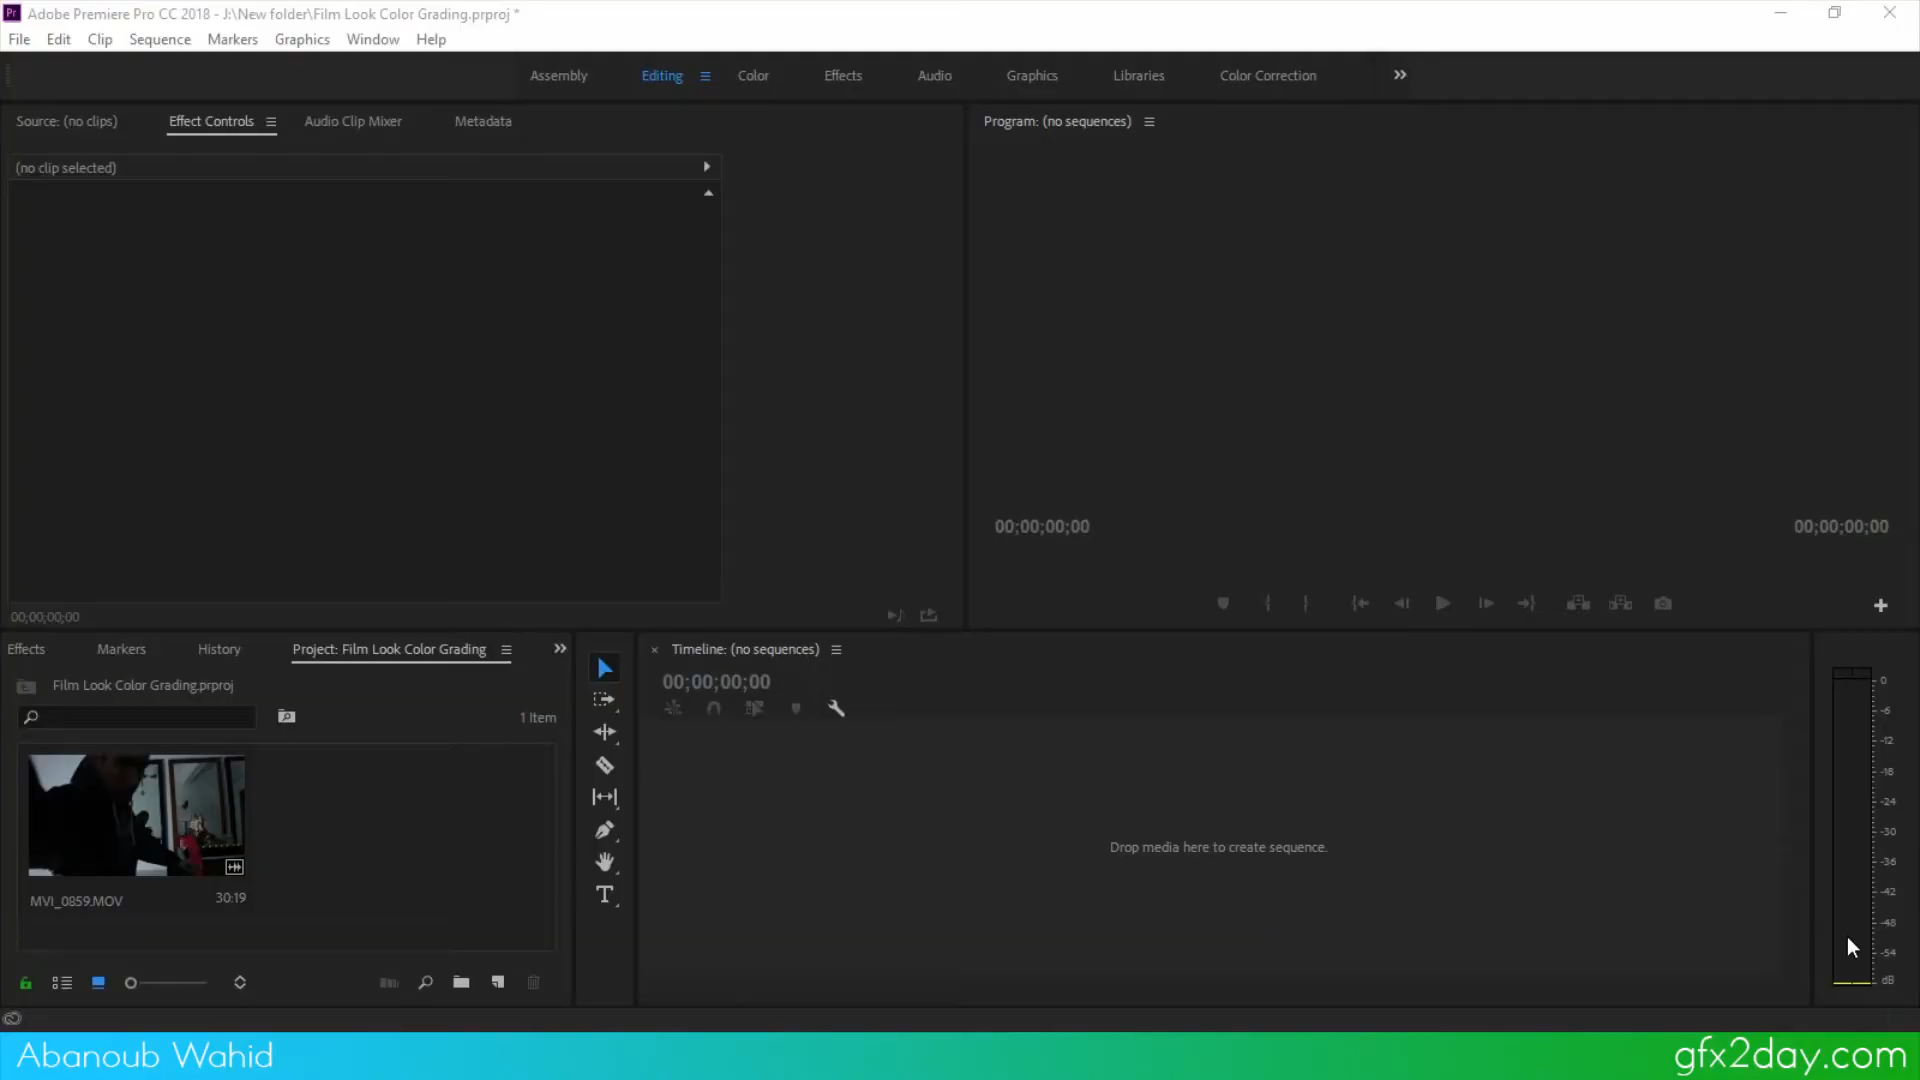 Adobe Premiere Pro CC 2018 - J:\New folder\Film Look Color Grading.prproj *
File Edit Clip Sequence Markers Graphics Window Help
Assembly Editing Color Effects Audio Graphics Libraries Color Correction
Source: (no clips) Effect Controls Audio Clip Mixer Metadata
Program: (no sequences)
(no clip selected)
00;00;00;00 00;00;00;00
00;00;00;00
Effects Markers History Project: Film Look Color Grading
Timeline: (no sequences)
Film Look Color Grading.prproj
00;00;00;00
1 Item
Drop media here to create sequence.
MVI_0859.MOV 30:19
0
-6
-12
-18
-24
-30
-36
-42
-48
-54
dB
Abanoub Wahid
gfx2day.com